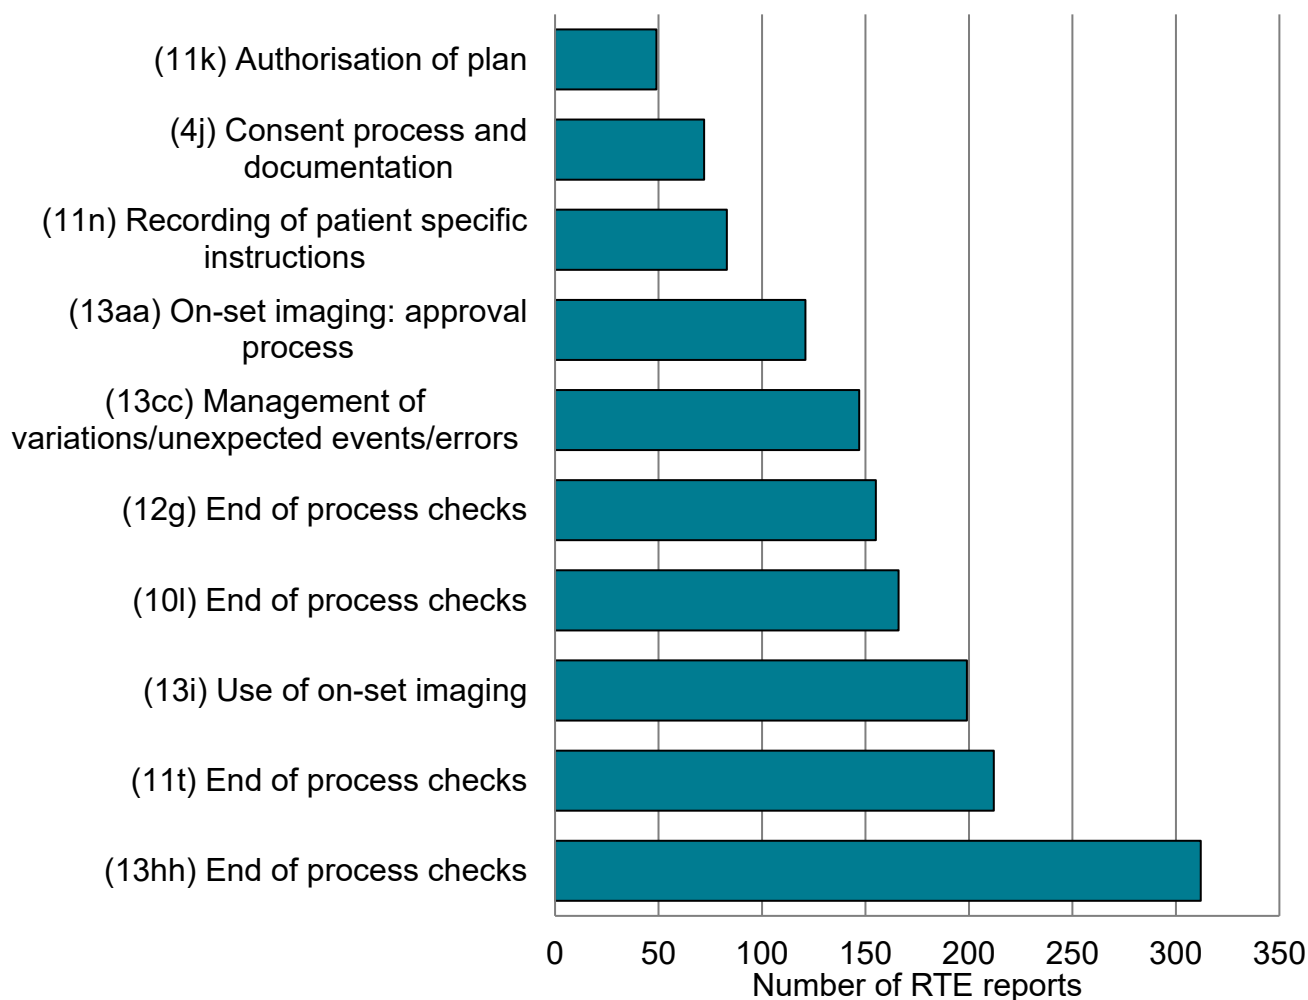 (11k) Authorisation of plan
(4j) Consent process and
documentation
(11n) Recording of patient specific
instructions
(13aa) On-set imaging: approval
process
(13cc) Management of
variations/unexpected events/errors
(12g) End of process checks
(10l) End of process checks
(13i) Use of on-set imaging
(11t) End of process checks
(13hh) End of process checks
0 50 100 150 200 250 300 350
Number of RTE reports